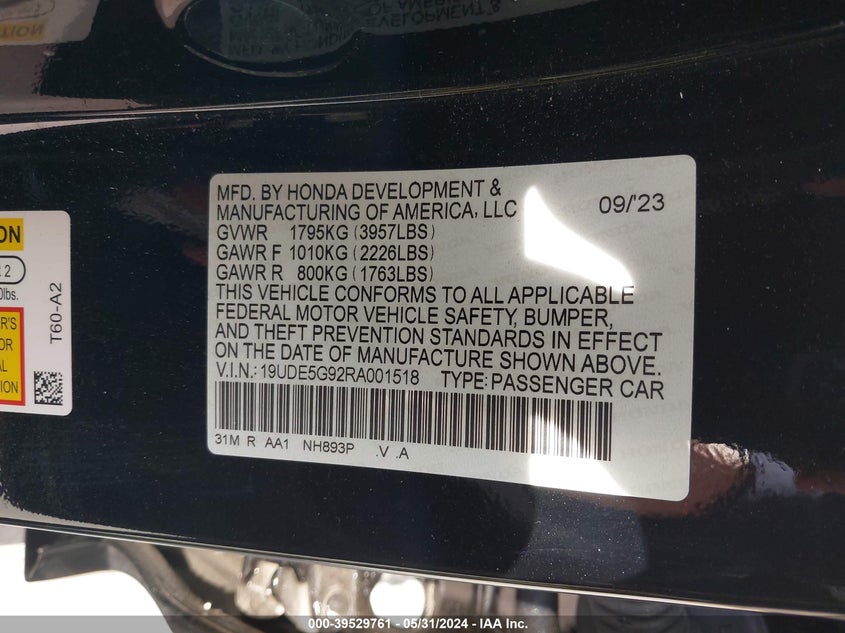 MFD. BY HONDA DEVELOPMENT &
MANUFACTURING OF AMERICA, LLC 09/'23
GVWR 1795KG (3957LBS)
GAWR F 1010KG (2226LBS)
GAWR R 800KG (1763LBS)
THIS VEHICLE CONFORMS TO ALL APPLICABLE
FEDERAL MOTOR VEHICLE SAFETY, BUMPER,
AND THEFT PREVENTION STANDARDS IN EFFECT
ON THE DATE OF MANUFACTURE SHOWN ABOVE.
V.I.N.: 19UDE5G92RA001518 TYPE: PASSENGER CAR
31M R AA1 NH893P .V .A
T60-A2
000-39529761 - 05/31/2024 - IAA Inc.